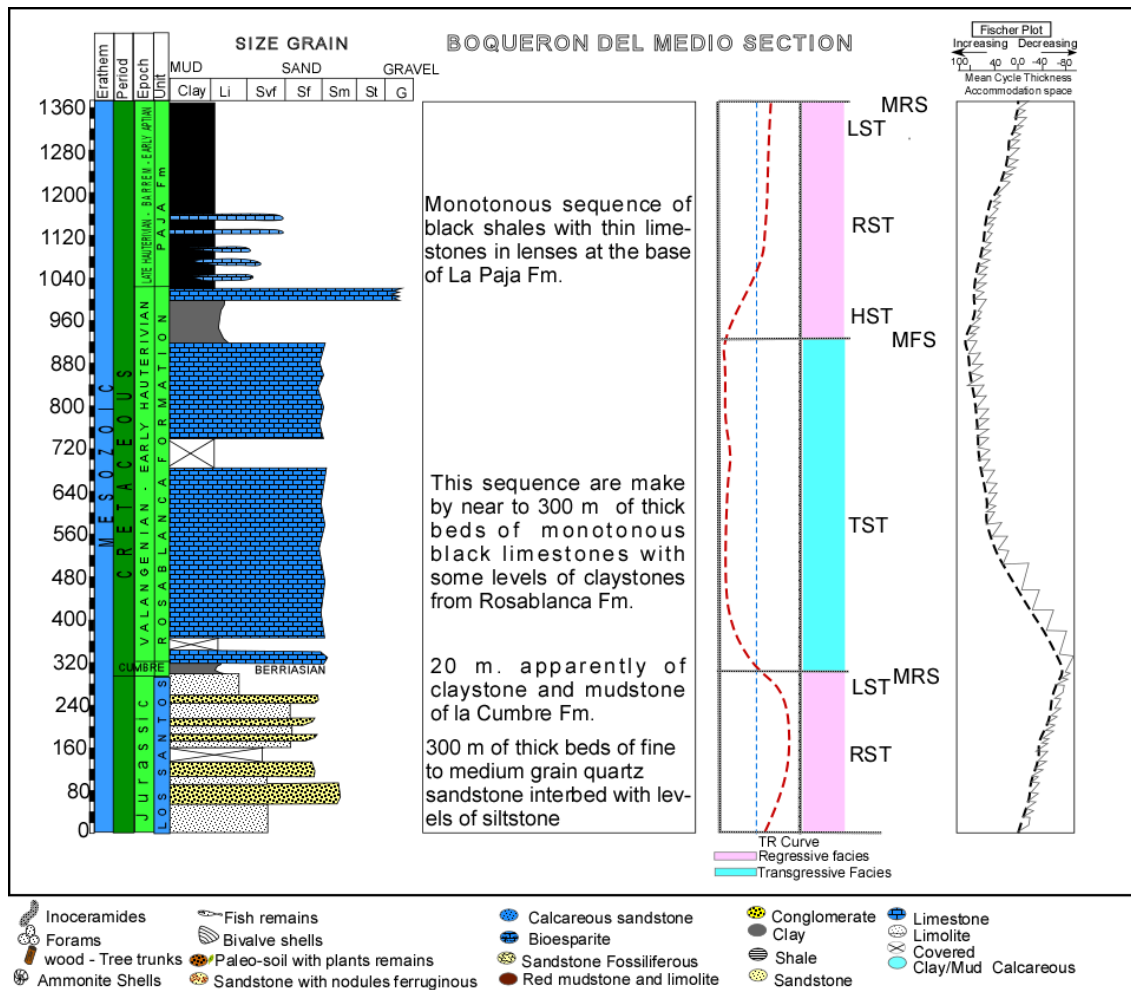 SIZE GRAIN
BOQUERON DEL MEDIO SECTION
Fischer Plot
Increasing Decreasing
100 40 0,0 -40 -80
Mean Cycle Thickness
Accommodation space
Erathem
Period
Epoch
Unit
MUD SAND GRAVEL
Clay Li Svf Sf Sm St G
1360
1280
1200
1120
1040
960
880
800
720
640
560
480
400
320
240
160
80
0
MESOZOIC
CRETACEOUS
LATE HAUTERMAN - BARREM - EARLY APTIAN
PAJA Fm
VALANGENIAN - EARLY HAUTERIVIAN
ROSABLANCA FORMATION
CUMBRE
BERRIASIAN
Jurassic
LOS SANTOS
Monotonous sequence of
black shales with thin lime-
stones in lenses at the base
of La Paja Fm.
This sequence are make
by near to 300 m of thick
beds of monotonous
black limestones with
some levels of claystones
from Rosablanca Fm.
20 m. apparently of
claystone and mudstone
of la Cumbre Fm.
300 m of thick beds of fine
to medium grain quartz
sandstone interbed with lev-
els of siltstone
MRS
LST
RST
HST
MFS
TST
MRS
LST
RST
TR Curve
Regressive facies
Transgressive Facies
Inoceramides
Forams
wood - Tree trunks
Ammonite Shells
Fish remains
Bivalve shells
Paleo-soil with plants remains
Sandstone with nodules ferruginous
Calcareous sandstone
Bioesparite
Sandstone Fossiliferous
Red mudstone and limolite
Conglomerate
Clay
Shale
Sandstone
Limestone
Limolite
Covered
Clay/Mud Calcareous